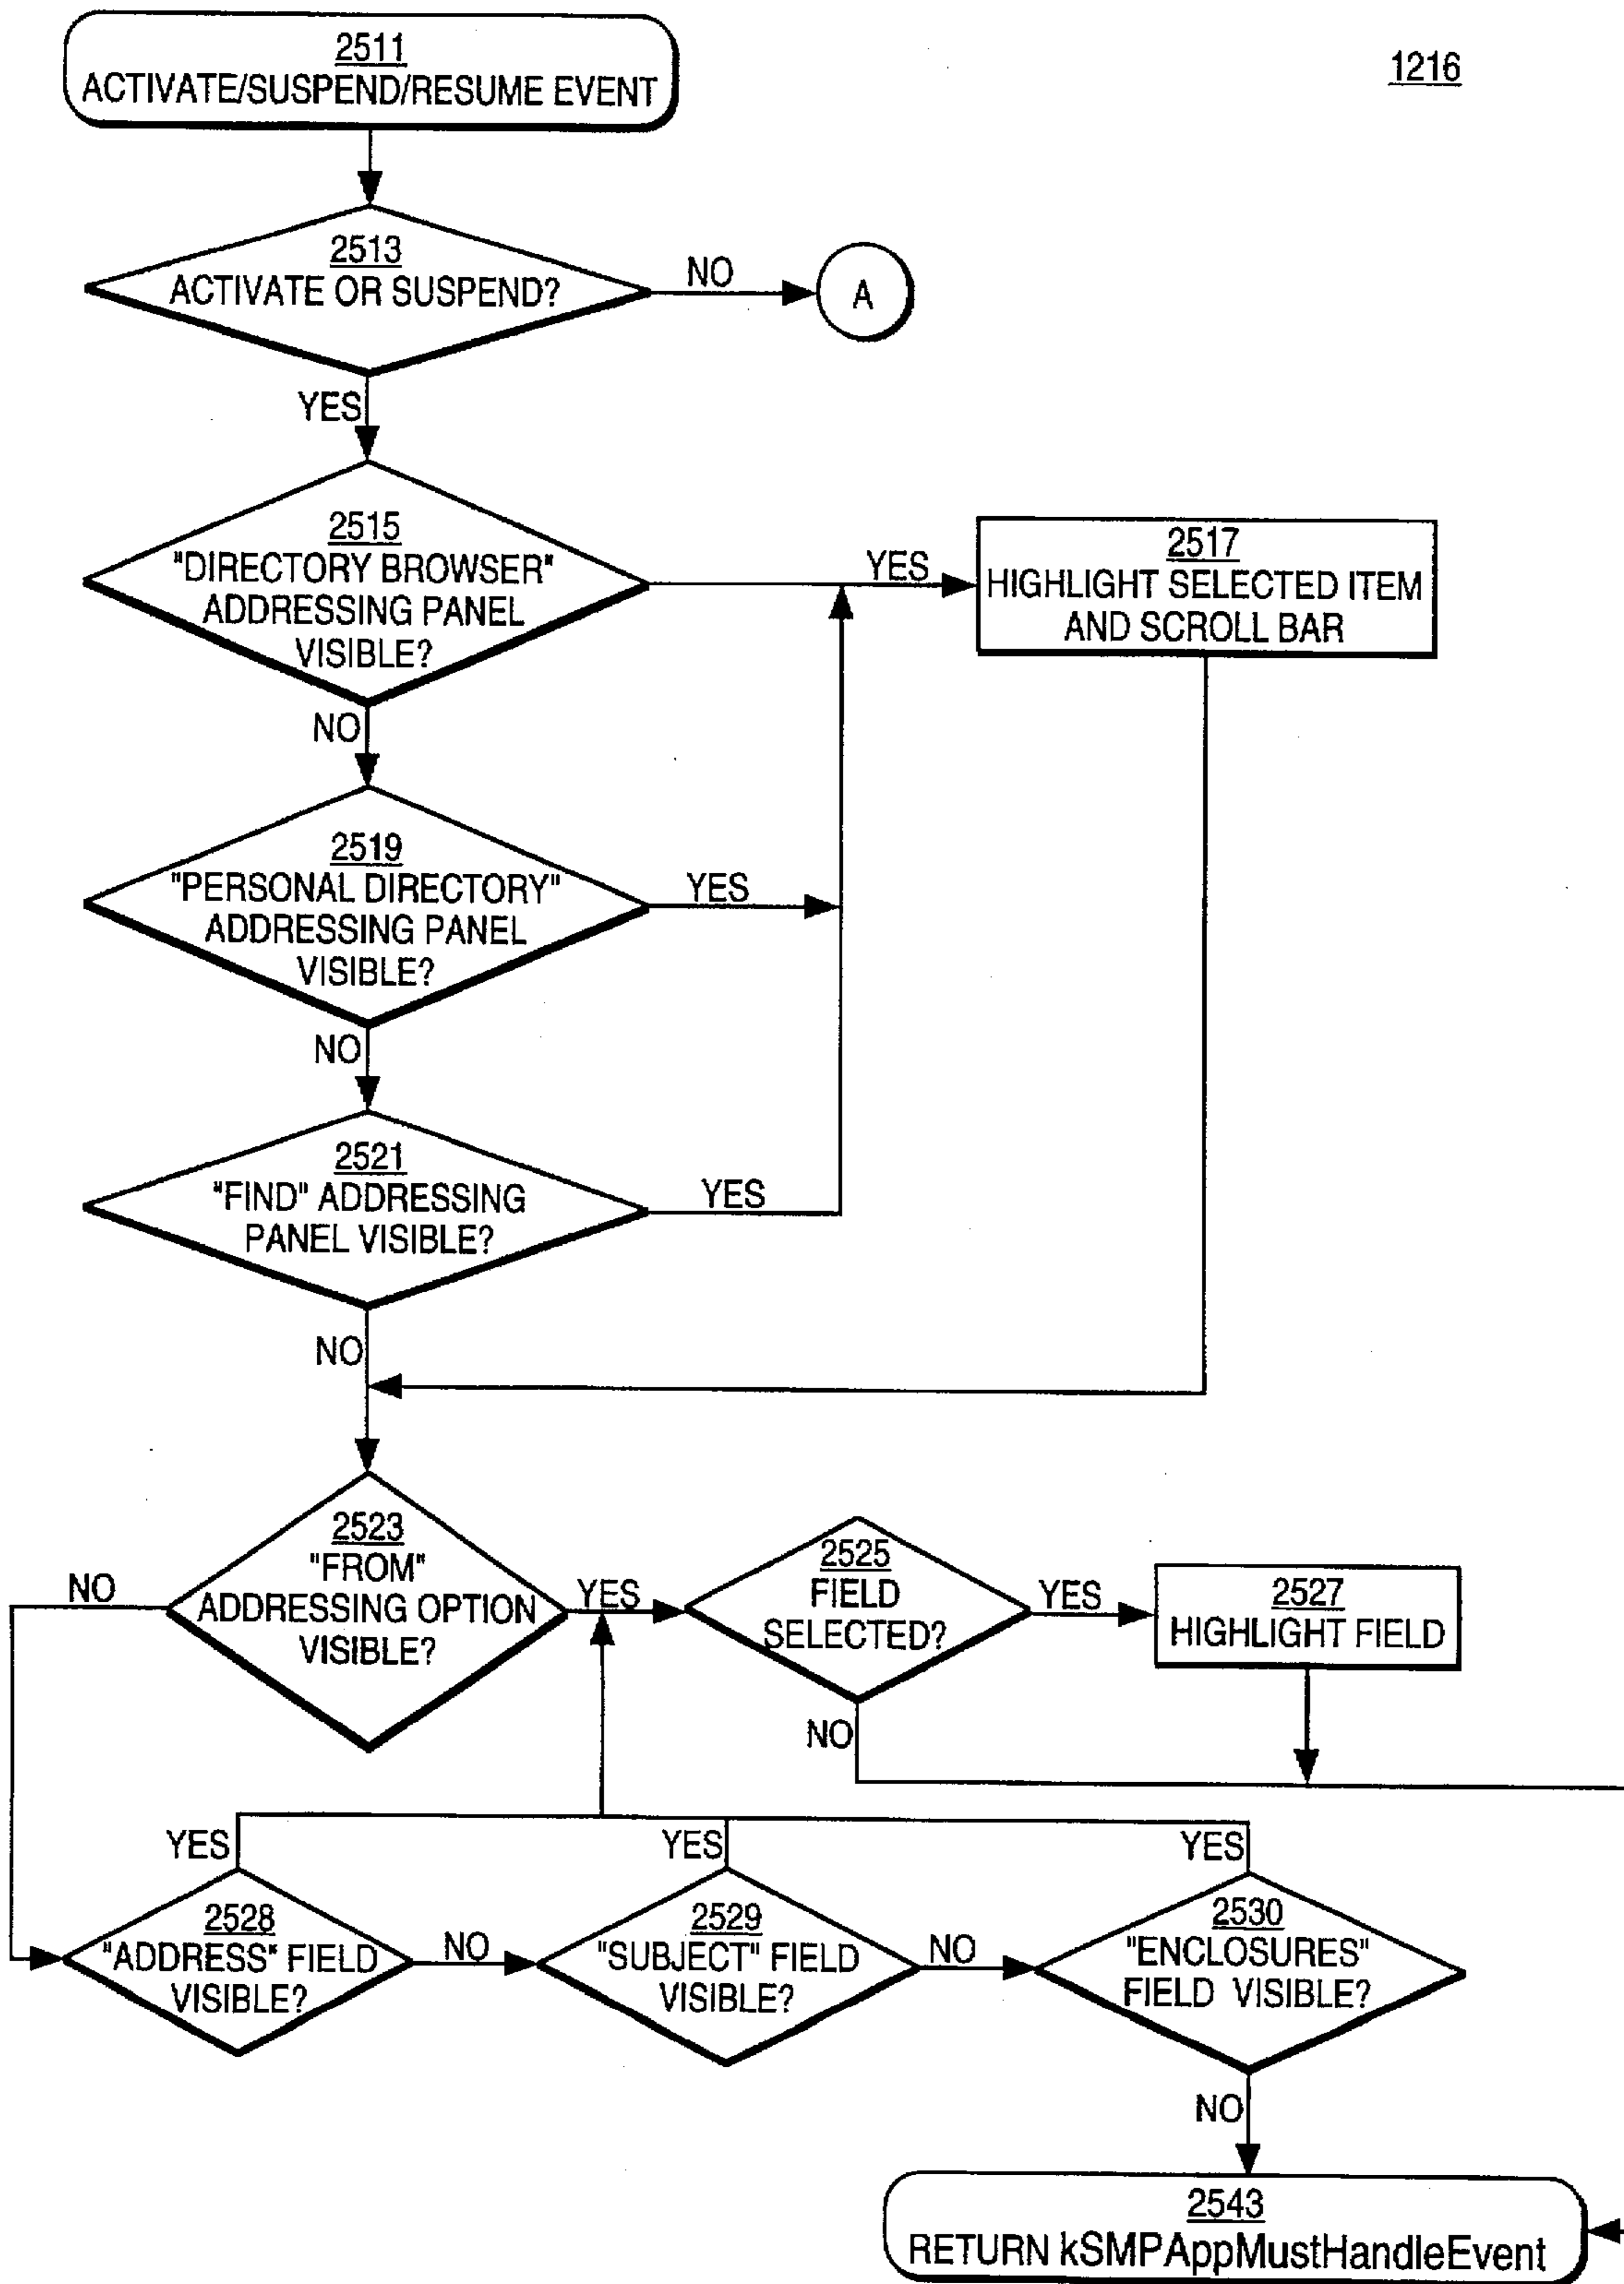 1216
2511
ACTIVATE/SUSPEND/RESUME EVENT
2513
ACTIVATE OR SUSPEND?
NO
A
YES
2515
"DIRECTORY BROWSER"
ADDRESSING PANEL
VISIBLE?
YES
2517
HIGHLIGHT SELECTED ITEM
AND SCROLL BAR
NO
2519
"PERSONAL DIRECTORY"
ADDRESSING PANEL
VISIBLE?
YES
NO
2521
"FIND" ADDRESSING
PANEL VISIBLE?
YES
NO
2523
"FROM"
ADDRESSING OPTION
VISIBLE?
NO
YES
2525
FIELD
SELECTED?
YES
2527
HIGHLIGHT FIELD
NO
YES
2528
"ADDRESS" FIELD
VISIBLE?
NO
YES
2529
"SUBJECT" FIELD
VISIBLE?
NO
YES
2530
"ENCLOSURES"
FIELD VISIBLE?
NO
2543
RETURN kSMPAppMustHandleEvent